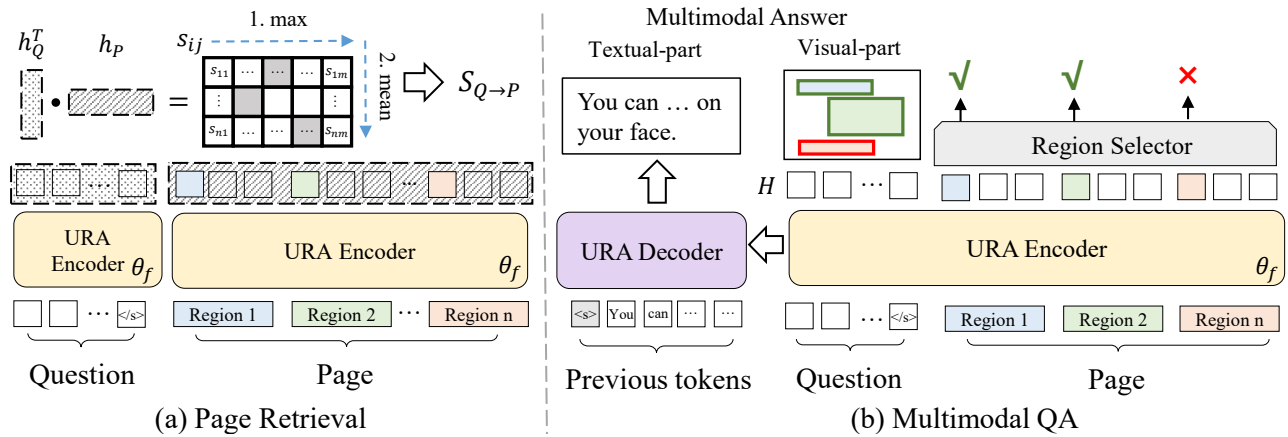 1. max
h_Q^T h_P s_ij
• =
s_11 ... ... ... s_1m
⋮ ⋮
s_n1 ... ... ... s_nm
2. mean
S_Q→P
...
...
URA
Encoder θ_f
URA Encoder
θ_f
... </s>
Region 1 Region 2 ... Region n
Question Page
(a) Page Retrieval
Multimodal Answer
Textual-part Visual-part
You can ... on
your face.
√ √ ×
Region Selector
H ...
URA Decoder
URA Encoder
θ_f
<s> You can ... ...
... </s>
Region 1 Region 2 Region n
Previous tokens Question Page
(b) Multimodal QA